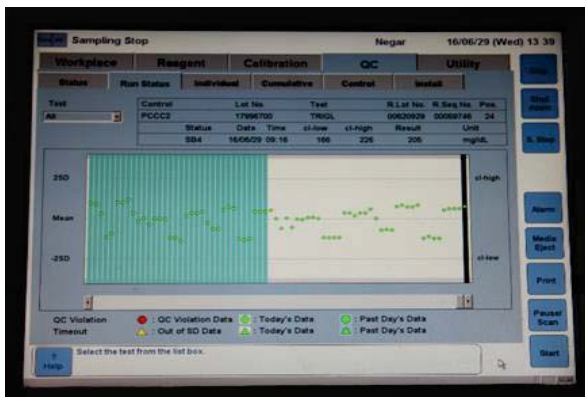 Sampling Stop Negar 16/06/29 (Wed) 13 39
Workplace Reagent Calibration QC Utility
Status Run Status Individual Cumulative Control Install
Test Control Lot No. Test R.Lot No. R.Seq.No. Pos.
All PCCC2 17996700 TRIGL 00620929 00059746 24
Status Date Time cl-low cl-high Result Unit
SB4 16/06/29 09:16 166 226 205 mg/dL
S. Stop
2SD cl-high
Mean Alarm
-2SD cl-low
Media Eject
Print
QC Violation : QC Violation Data : Today's Data : Past Day's Data
Timeout : Out of SD Data : Today's Data : Past Day's Data
Pause/ Scan
? Help
Select the test from the list box.
Start